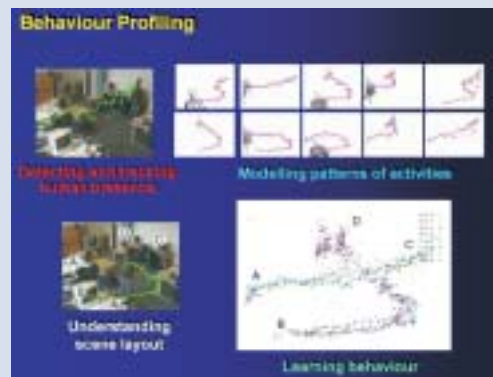 Behaviour Profiling
Detecting and tracking
human presence
Modelling patterns of activities
D
C
A
B
Understanding
scene layout
Learning behaviour